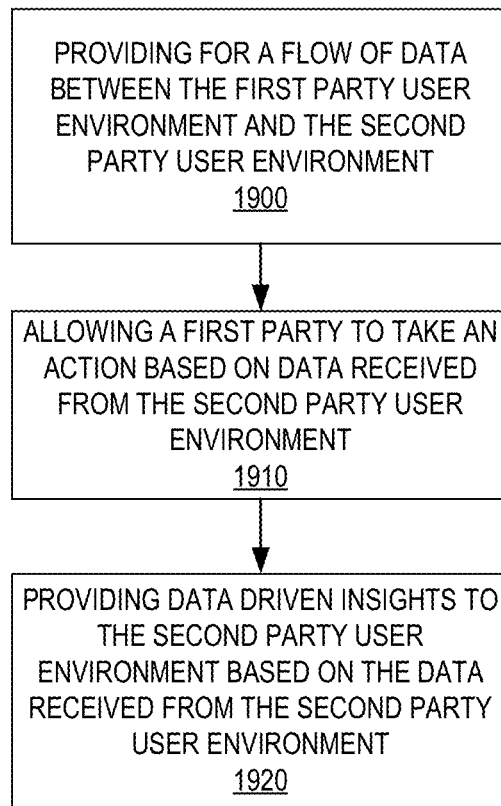 PROVIDING FOR A FLOW OF DATA
BETWEEN THE FIRST PARTY USER
ENVIRONMENT AND THE SECOND
PARTY USER ENVIRONMENT
1900
ALLOWING A FIRST PARTY TO TAKE AN
ACTION BASED ON DATA RECEIVED
FROM THE SECOND PARTY USER
ENVIRONMENT
1910
PROVIDING DATA DRIVEN INSIGHTS TO
THE SECOND PARTY USER
ENVIRONMENT BASED ON THE DATA
RECEIVED FROM THE SECOND PARTY
USER ENVIRONMENT
1920